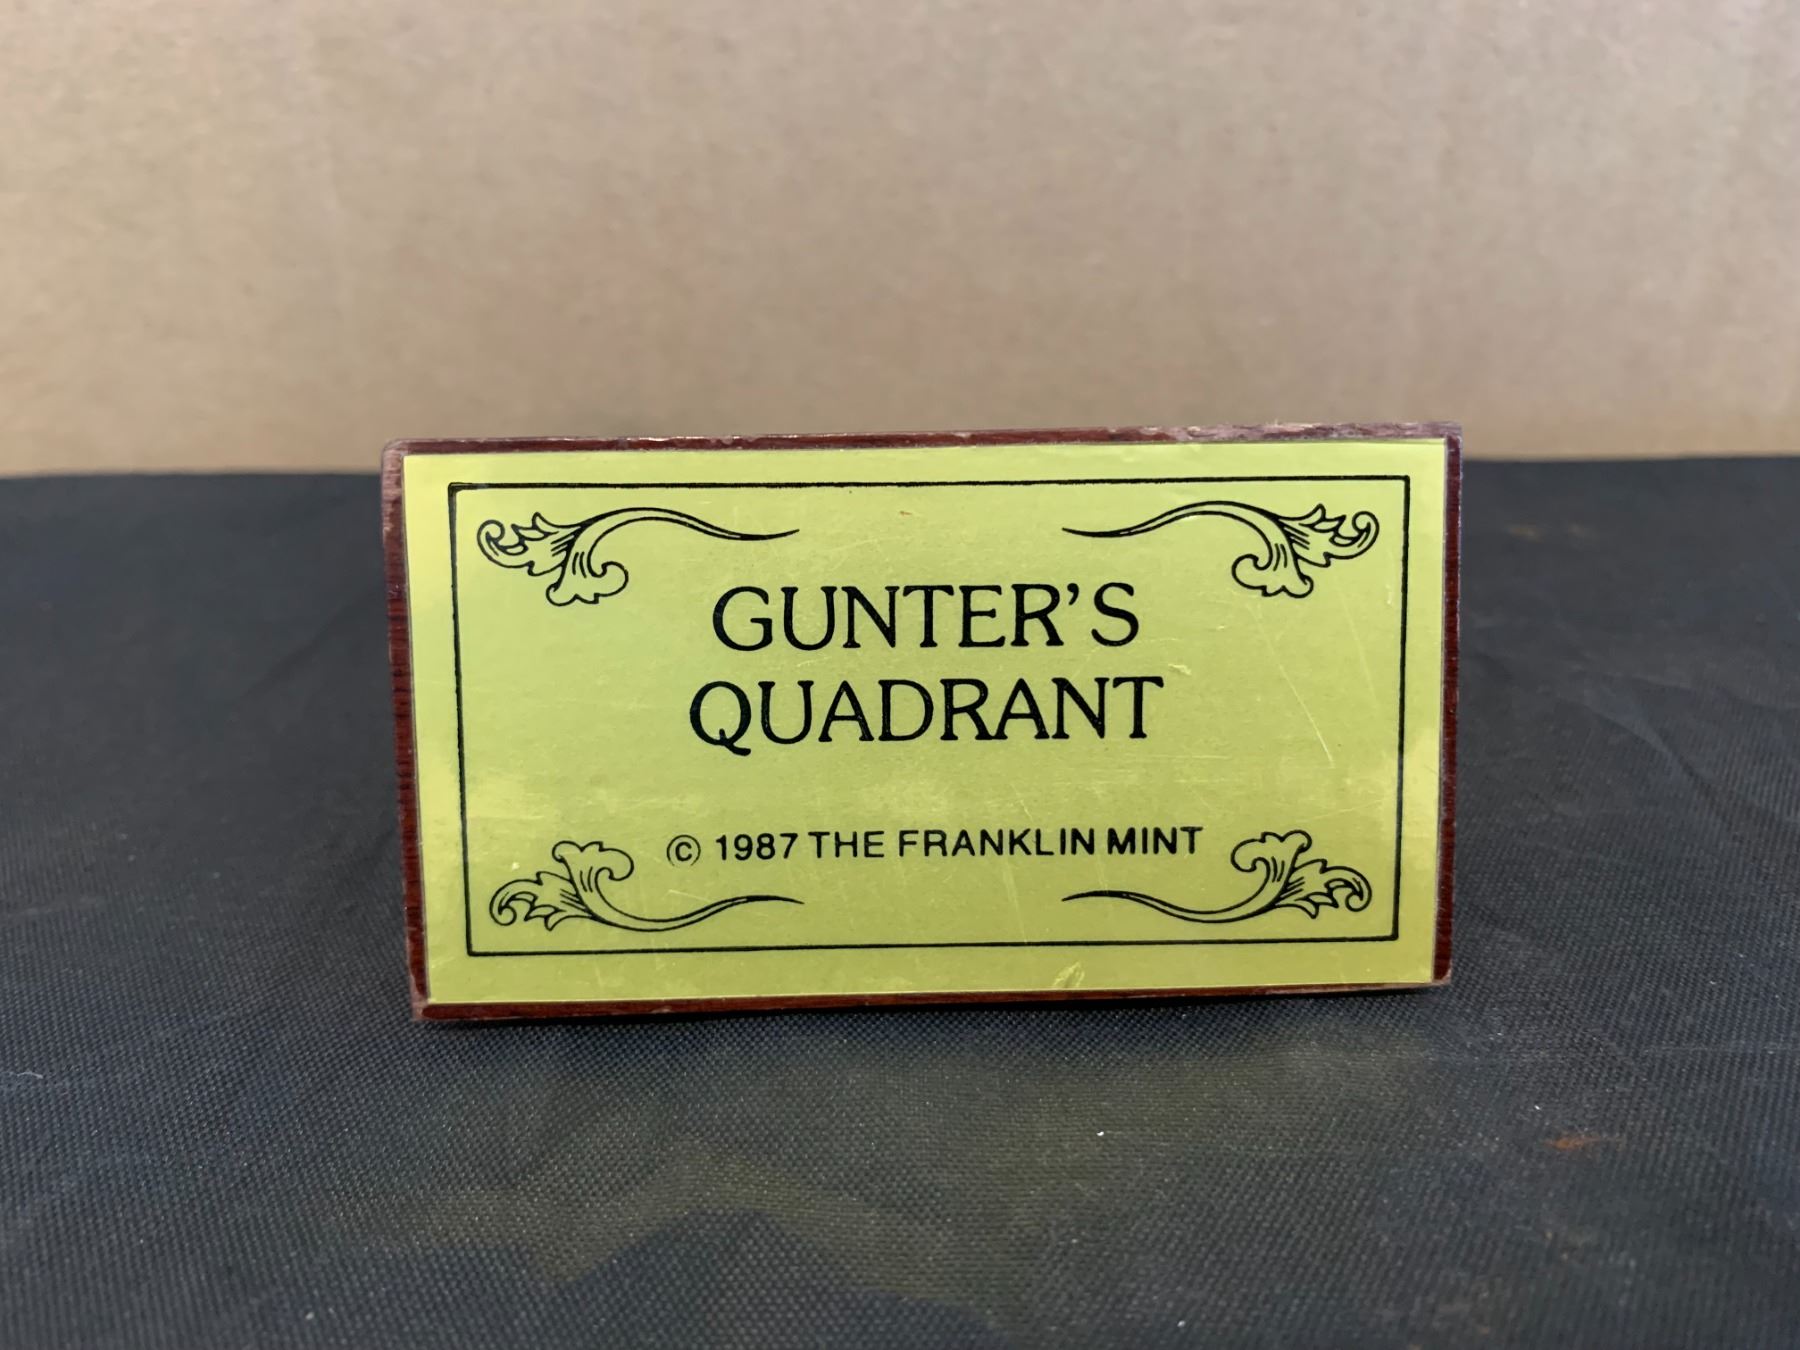 GUNTER'S
QUADRANT
© 1987 THE FRANKLIN MINT